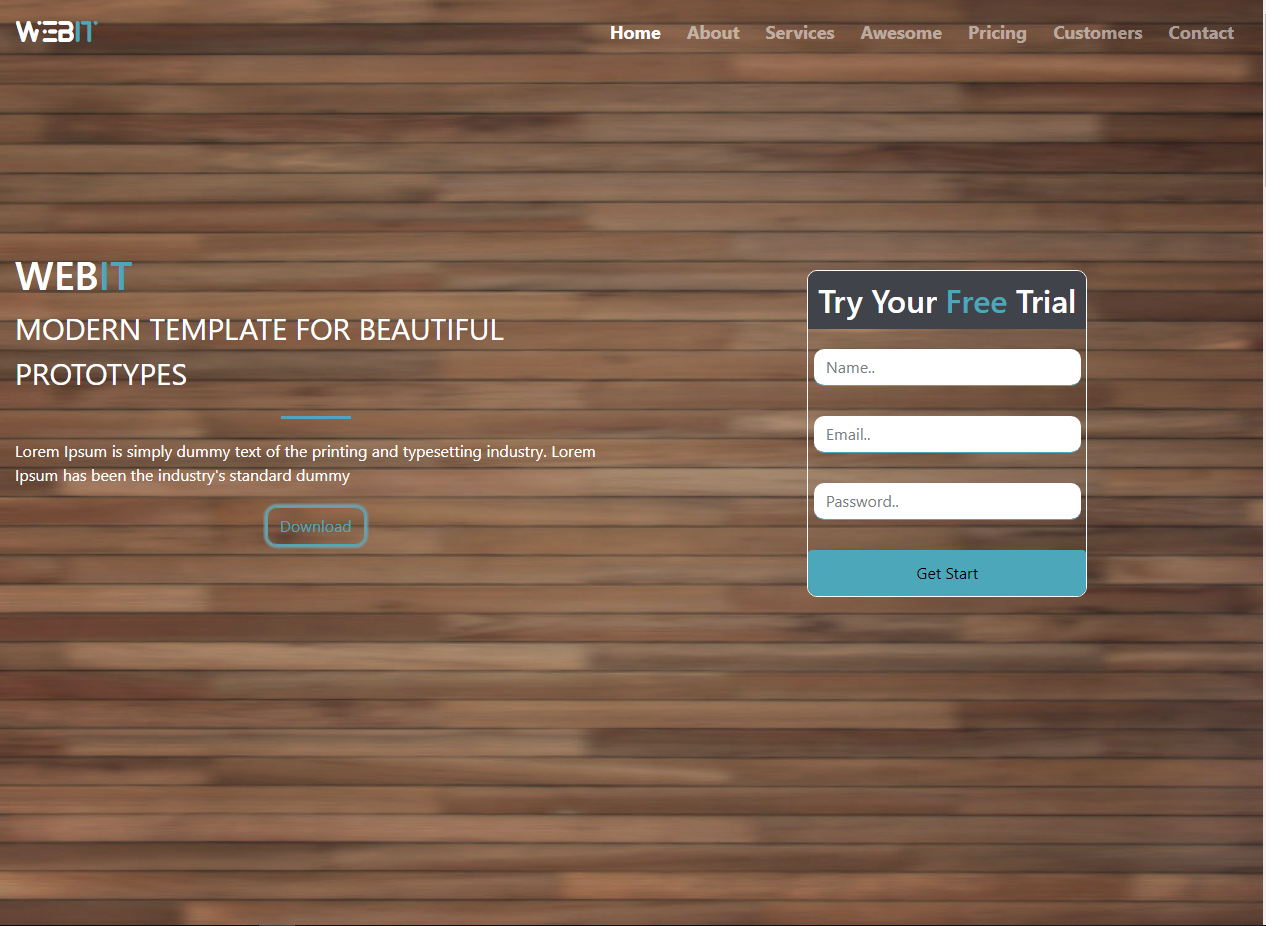 WEBIT
Home About Services Awesome Pricing Customers Contact
WEBIT
MODERN TEMPLATE FOR BEAUTIFUL
PROTOTYPES
Lorem Ipsum is simply dummy text of the printing and typesetting industry. Lorem
Ipsum has been the industry's standard dummy
Download
Try Your Free Trial
Name..
Email..
Password..
Get Start